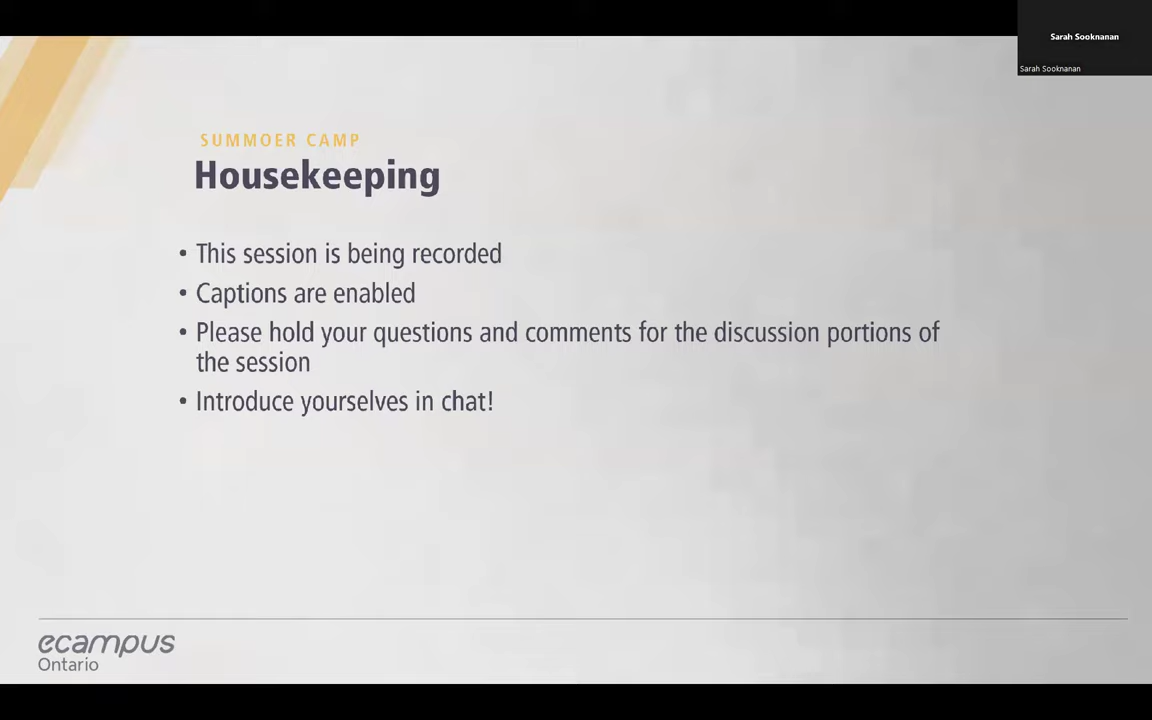 Sarah Sooknanan
Sarah Sooknanan
SUMMOER CAMP
Housekeeping
• This session is being recorded
• Captions are enabled
• Please hold your questions and comments for the discussion portions of
the session
• Introduce yourselves in chat!
ecampus
Ontario